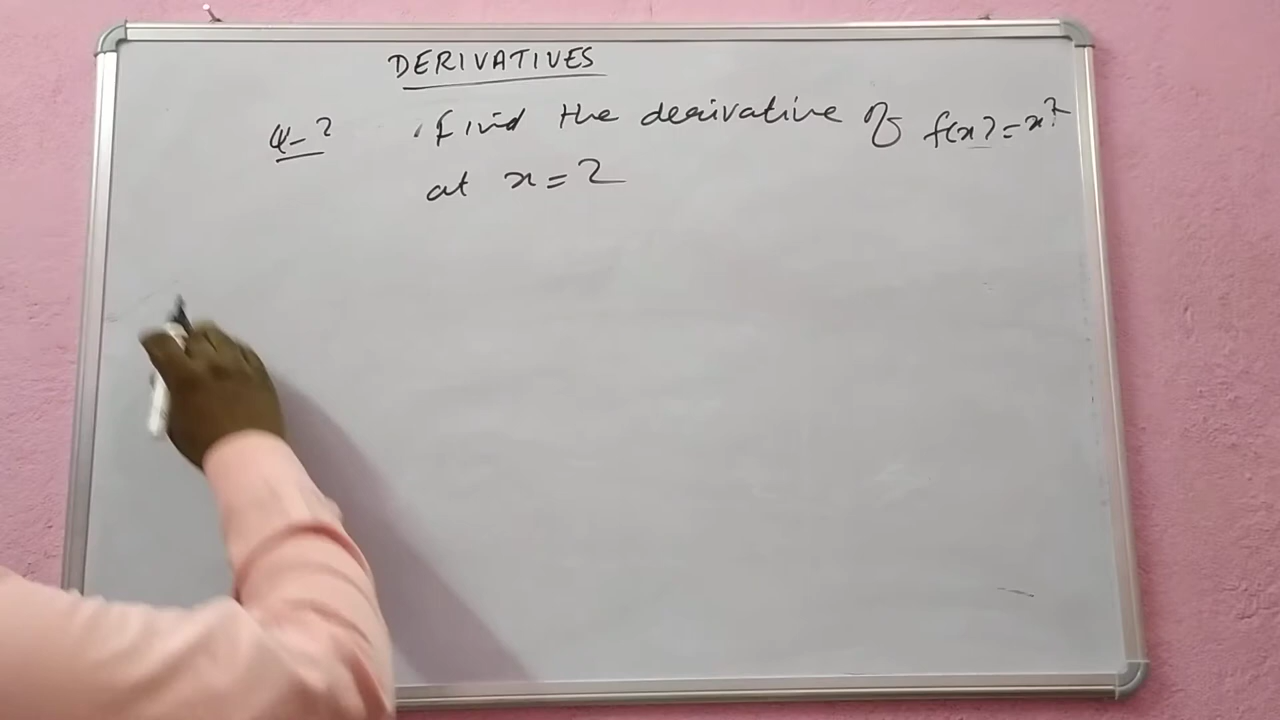 DERIVATIVES
Q-2 Find the derivative of f(x)=x²
at x=2